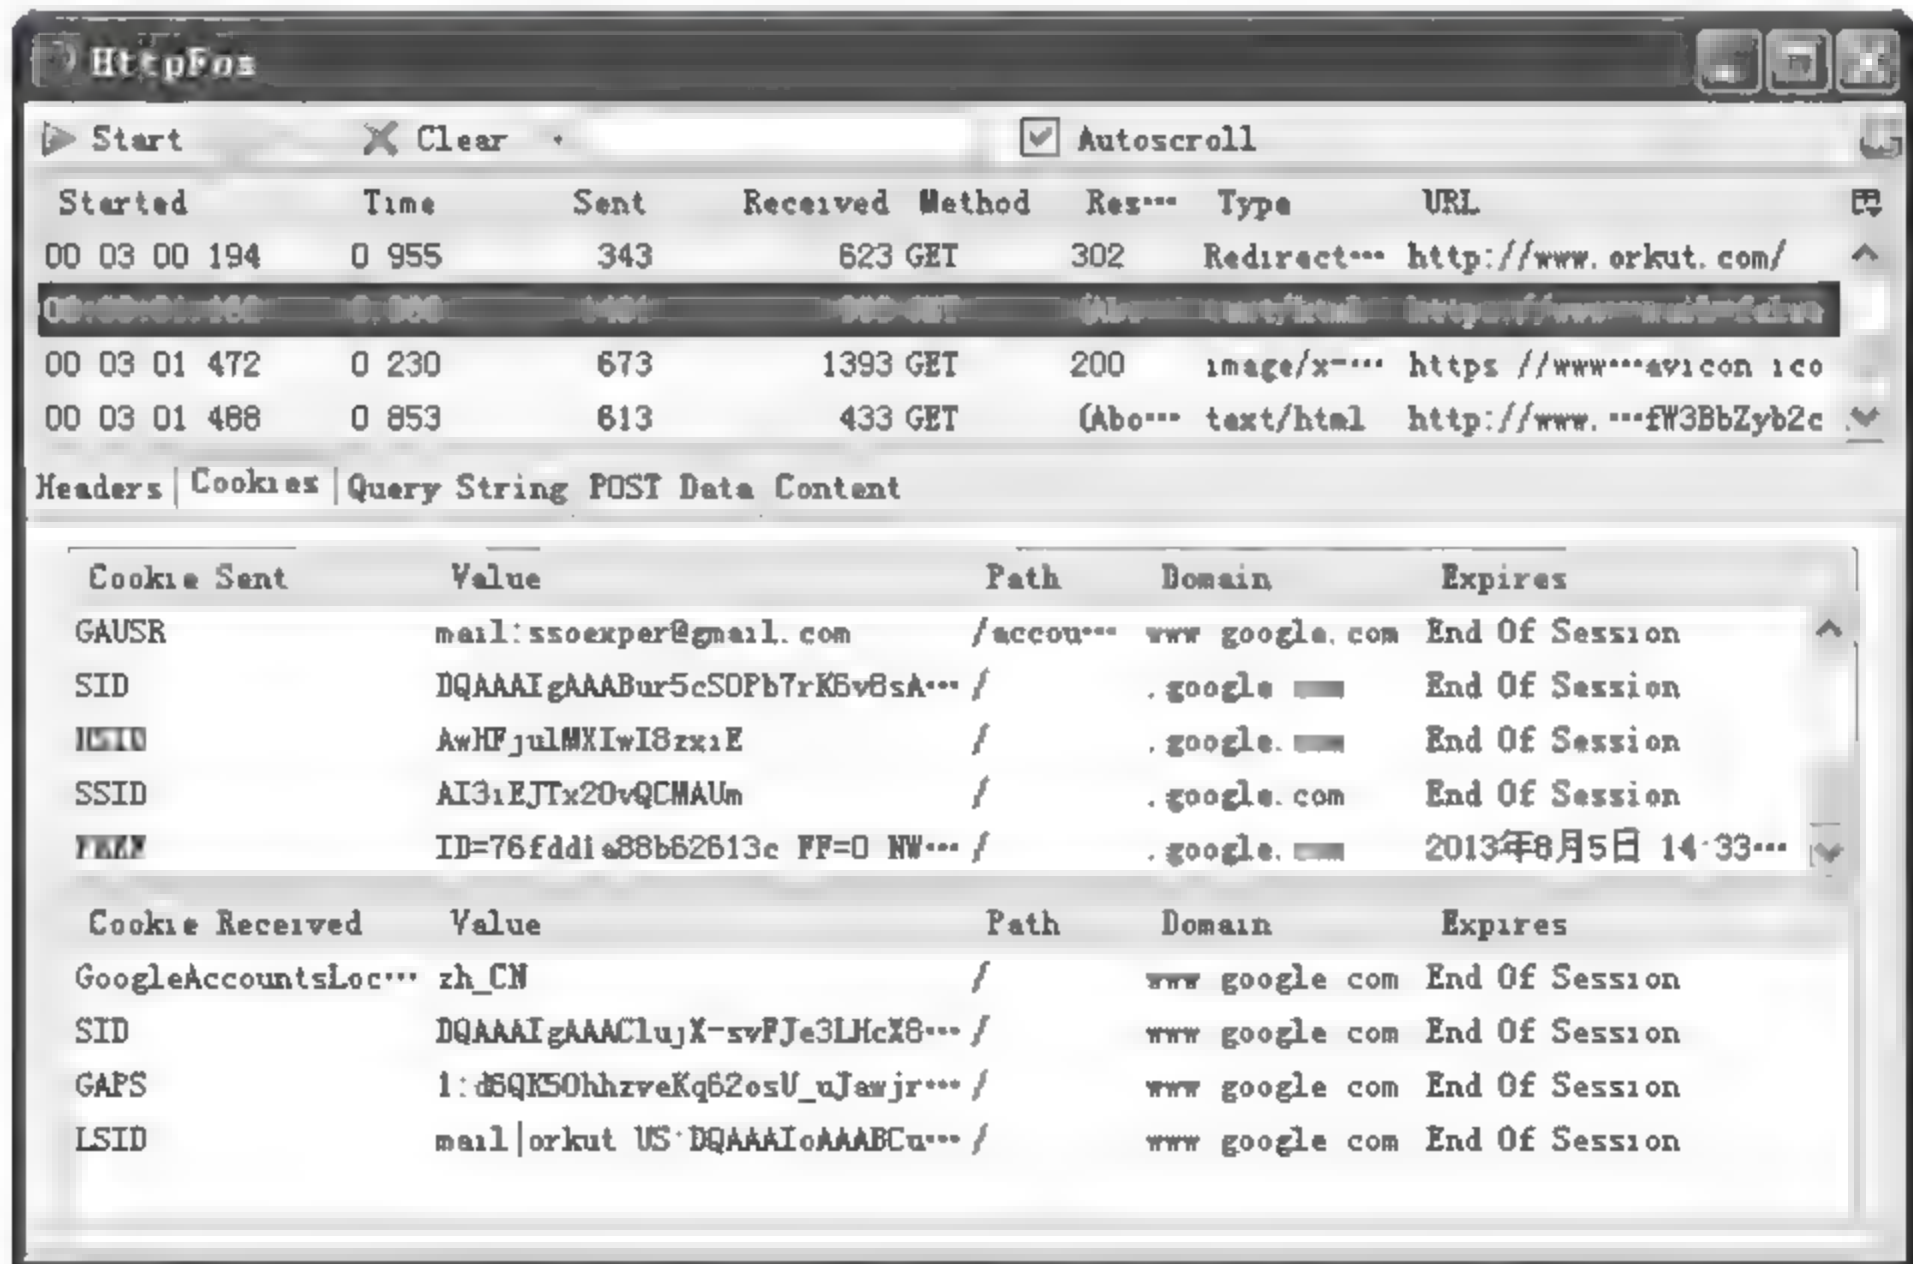 HttpFox
Start Clear Autoscroll
Started Time Sent Received Method Res… Type URL
00 03 00 194 0 955 343 623 GET 302 Redirect… http://www.orkut.com/
00 03 01 472 0 230 673 1393 GET 200 image/x-… https //www…avicon ico
00 03 01 488 0 853 613 433 GET (Abo… text/html http://www.…fW3BbZyb2c
Headers Cookies Query String POST Data Content
Cookie Sent Value Path Domain Expires
GAUSR mail:ssoexper@gmail.com /accou… www google.com End Of Session
SID DQAAAIgAAABur5cSOPb7rK6v8sA… / .google End Of Session
HSID AwHFjulMXIwI8zxiE / .google. End Of Session
SSID AI3iEJTx20vQCMAUm / .google.com End Of Session
ID=76fdd1a88b62613c FF=0 NW… / .google. 2013年8月5日 14:33…
Cookie Received Value Path Domain Expires
GoogleAccountsLoc… zh_CN / www google com End Of Session
SID DQAAAIgAAAClujX-svFJe3LHcX8… / www google com End Of Session
GAPS 1:d6QK5OhhzveKq62osU_uJawjr… / www google com End Of Session
LSID mail|orkut US:DQAAAIoAAABCu… / www google com End Of Session